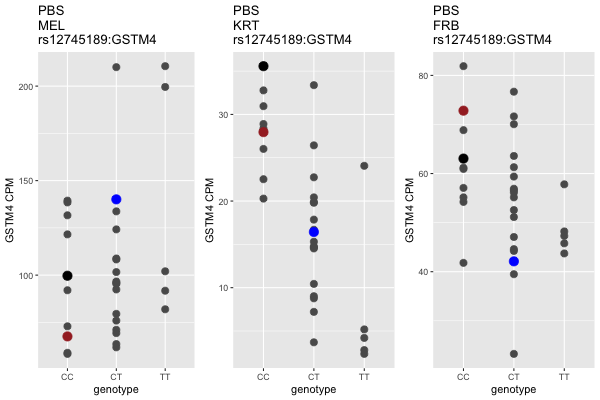 PBS
MEL
rs12745189:GSTM4
GSTM4 CPM
200
150
100
CC
CT
TT
genotype
PBS
KRT
rs12745189:GSTM4
GSTM4 CPM
30
20
10
CC
CT
TT
genotype
PBS
FRB
rs12745189:GSTM4
GSTM4 CPM
80
60
40
CC
CT
TT
genotype